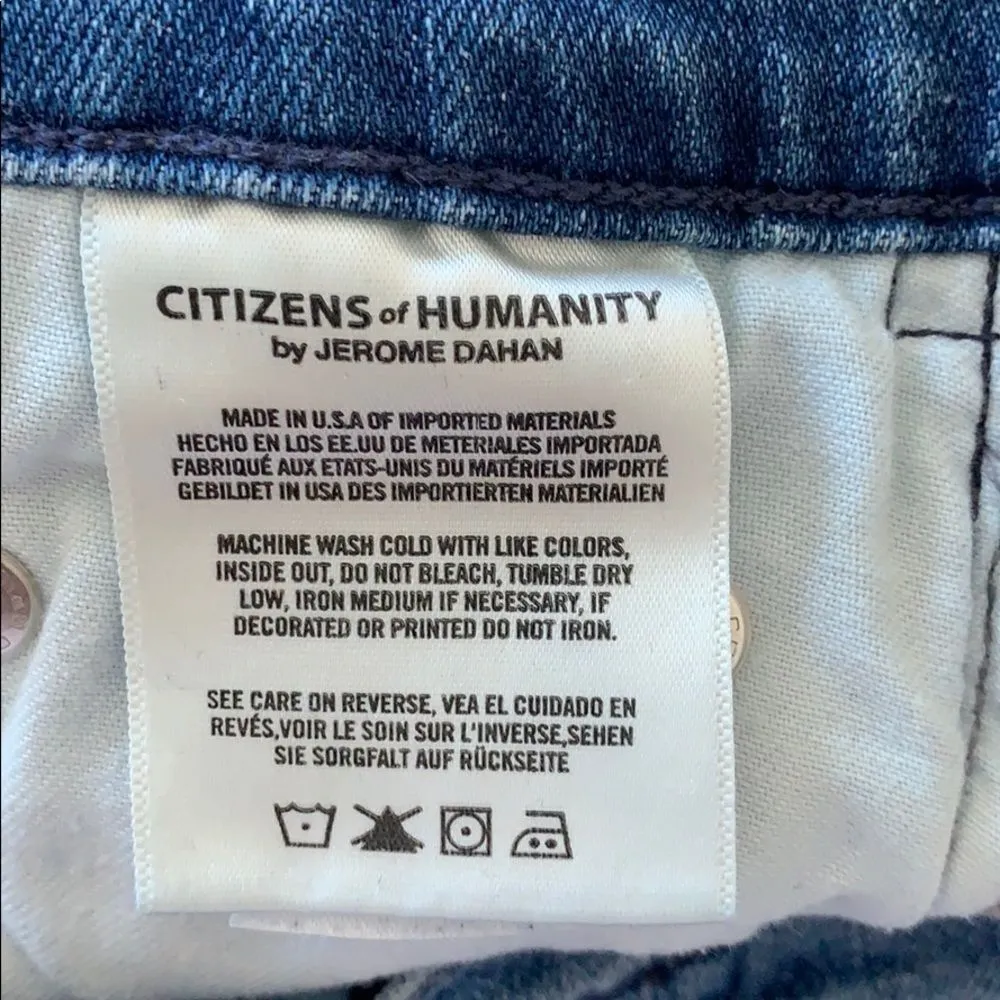 CITIZENS of HUMANITY
by JEROME DAHAN
MADE IN U.S.A OF IMPORTED MATERIALS
HECHO EN LOS EE.UU DE METERIALES IMPORTADA
FABRIQUÉ AUX ETATS-UNIS DU MATÉRIELS IMPORTÉ
GEBILDET IN USA DES IMPORTIERTEN MATERIALIEN
MACHINE WASH COLD WITH LIKE COLORS,
INSIDE OUT, DO NOT BLEACH, TUMBLE DRY
LOW, IRON MEDIUM IF NECESSARY, IF
DECORATED OR PRINTED DO NOT IRON.
SEE CARE ON REVERSE, VEA EL CUIDADO EN
REVÉS,VOIR LE SOIN SUR L'INVERSE,SEHEN
SIE SORGFALT AUF RÜCKSEITE